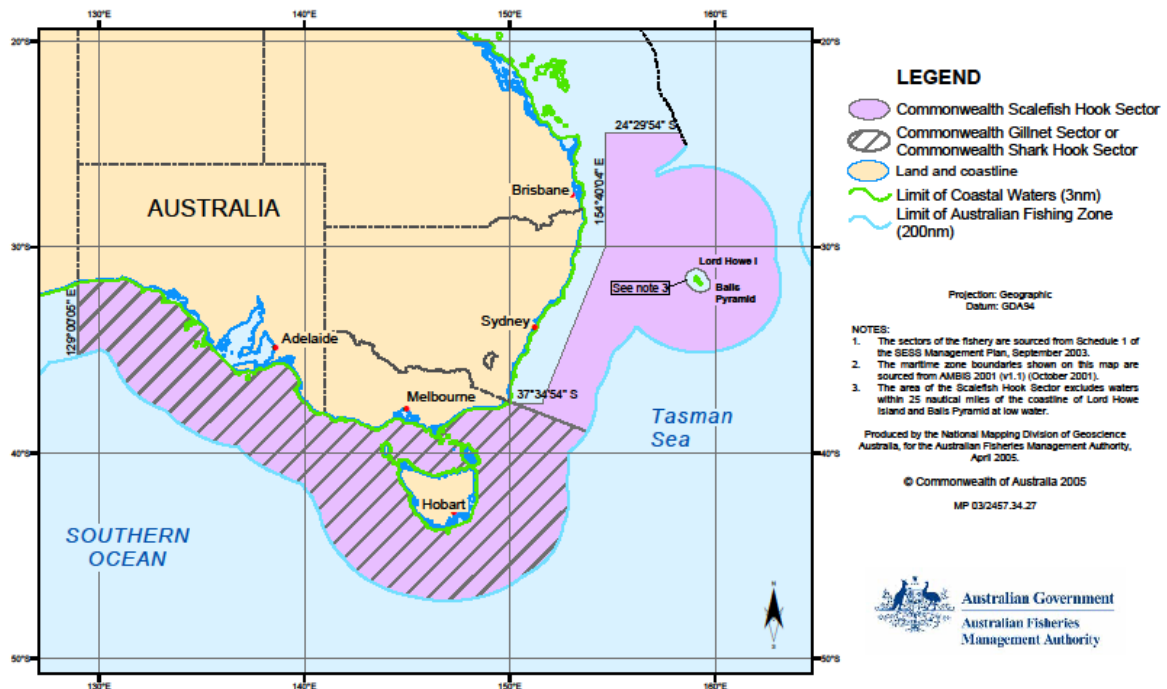 130°E 140°E 150°E 160°E
20°S 20°S
30°S 30°S
40°S 40°S
50°S 50°S
130°E 140°E 150°E 160°E
24°29'54" S
154°40'04" E
Brisbane
AUSTRALIA
Lord Howe I
See note 3
Balls
Pyramid
129°00'05" E
Sydney
Adelaide
37°34'54" S
Melbourne
Tasman
Sea
Hobart
SOUTHERN
OCEAN
N
S
LEGEND
Commonwealth Scalefish Hook Sector
Commonwealth Gillnet Sector or
Commonwealth Shark Hook Sector
Land and coastline
Limit of Coastal Waters (3nm)
Limit of Australian Fishing Zone
(200nm)
Projection: Geographic
Datum: GDA94
NOTES:
1. The sectors of the fishery are sourced from Schedule 1 of
the SESS Management Plan, September 2003.
2. The maritime zone boundaries shown on this map are
sourced from AMBIS 2001 (v1.1) (October 2001).
3. The area of the Scalefish Hook Sector excludes waters
within 25 nautical miles of the coastline of Lord Howe
Island and Balls Pyramid at low water.
Produced by the National Mapping Division of Geoscience
Australia, for the Australian Fisheries Management Authority,
April 2005.
© Commonwealth of Australia 2005
MP 03/2457.34.27
Australian Government
Australian Fisheries
Management Authority